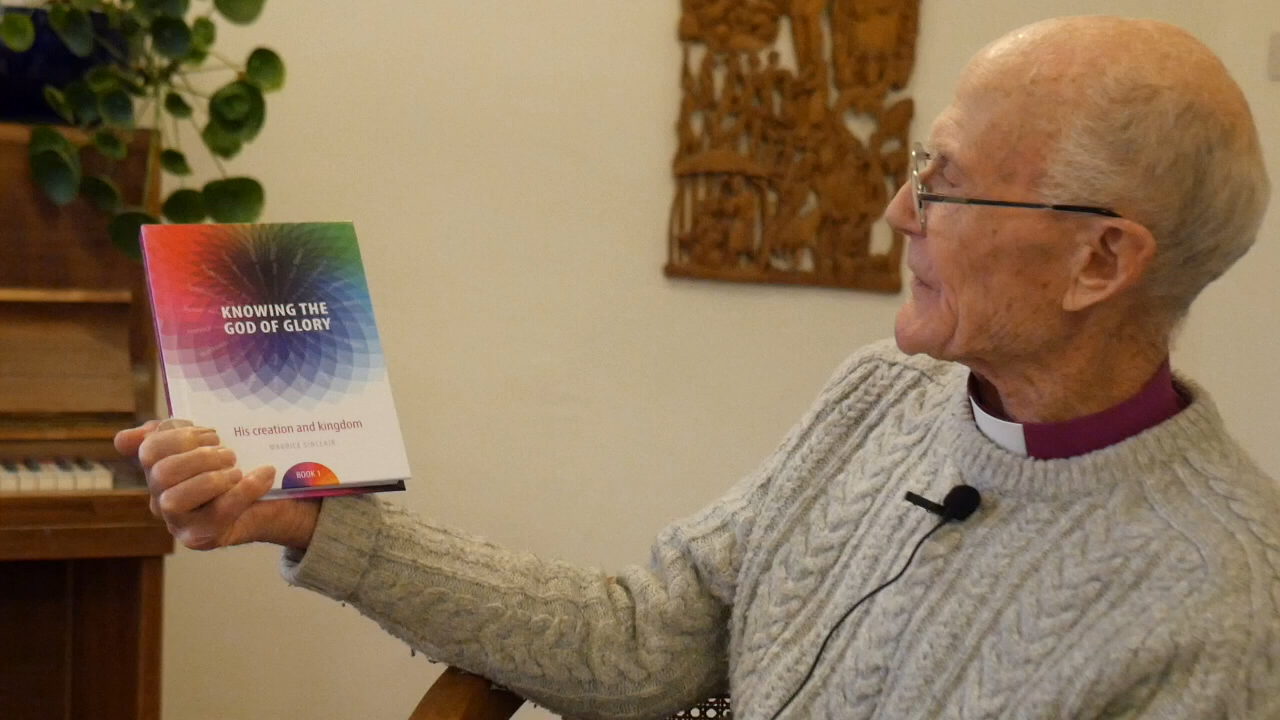 KNOWING THE
GOD OF GLORY
His creation and kingdom
MAURICE SINCLAIR
BOOK 1